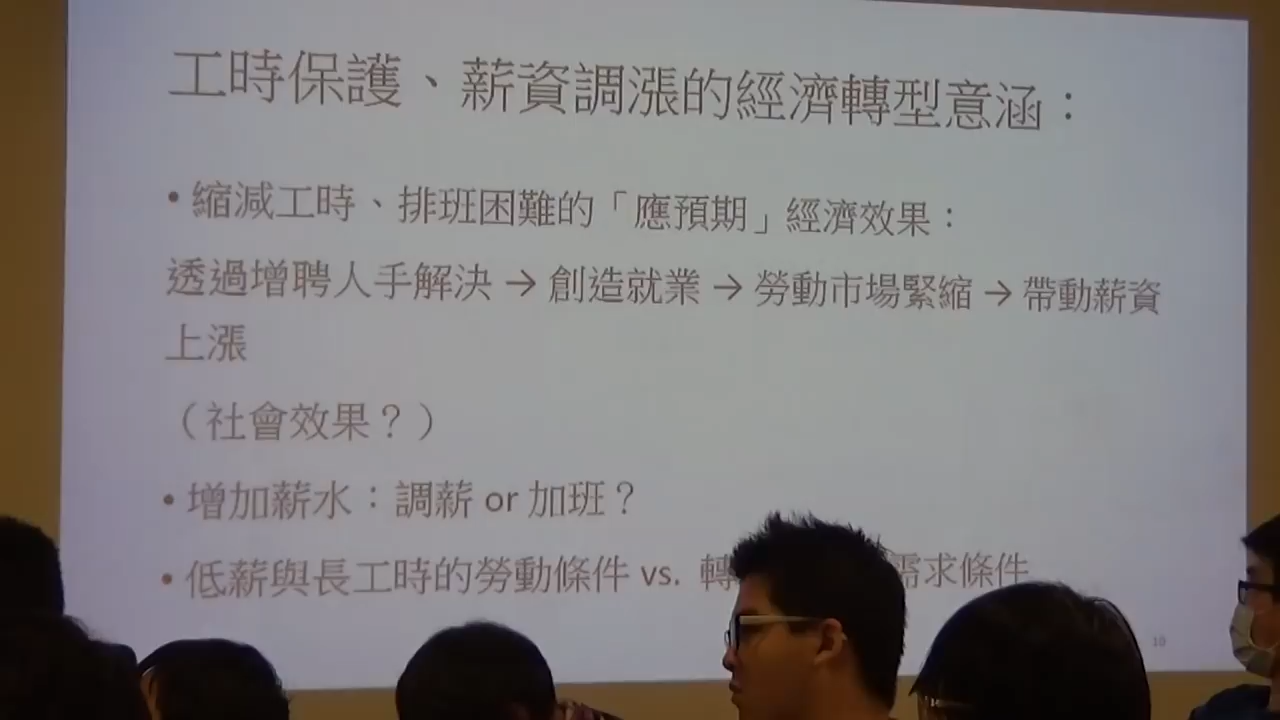 工時保護、薪資調漲的經濟轉型意涵：
• 縮減工時、排班困難的「應預期」經濟效果：
透過增聘人手解決 → 創造就業 → 勞動市場緊縮 → 帶動薪資
上漲
（社會效果？）
• 增加薪水：調薪 or 加班？
• 低薪與長工時的勞動條件 vs. 轉 需求條件
19